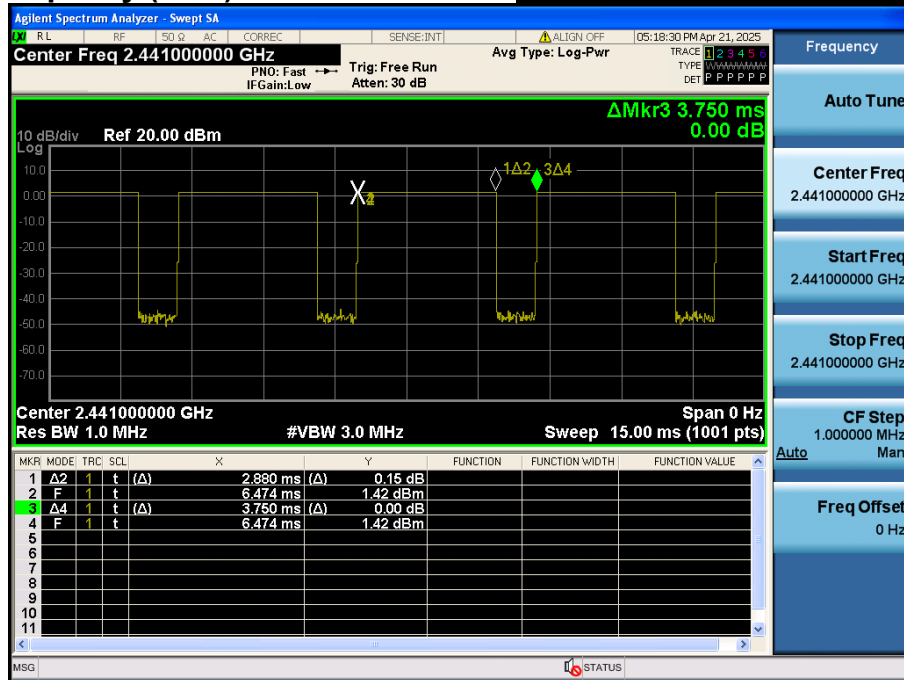 Agilent Spectrum Analyzer - Swept SA
LXI RL RF 50 Ω AC CORREC SENSE:INT ALIGN OFF 05:18:30 PM Apr 21, 2025
Center Freq 2.441000000 GHz
PNO: Fast
IFGain:Low
Trig: Free Run
Atten: 30 dB
Avg Type: Log-Pwr
TRACE 1 2 3 4 5 6
TYPE WWWWWW
DET P P P P P P
ΔMkr3 3.750 ms
0.00 dB
10 dB/div Ref 20.00 dBm
Log
10.0
0.00
-10.0
-20.0
-30.0
-40.0
-50.0
-60.0
-70.0
1Δ2 3Δ4
Center 2.441000000 GHz Span 0 Hz
Res BW 1.0 MHz #VBW 3.0 MHz Sweep 15.00 ms (1001 pts)
MKR MODE TRC SCL X Y FUNCTION FUNCTION WIDTH FUNCTION VALUE
1 Δ2 1 t (Δ) 2.880 ms (Δ) 0.15 dB
2 F 1 t 6.474 ms 1.42 dBm
3 Δ4 1 t (Δ) 3.750 ms (Δ) 0.00 dB
4 F 1 t 6.474 ms 1.42 dBm
5
6
7
8
9
10
11
MSG STATUS
Frequency
Auto Tune
Center Freq
2.441000000 GHz
Start Freq
2.441000000 GHz
Stop Freq
2.441000000 GHz
CF Step
1.000000 MHz
Auto Man
Freq Offset
0 Hz